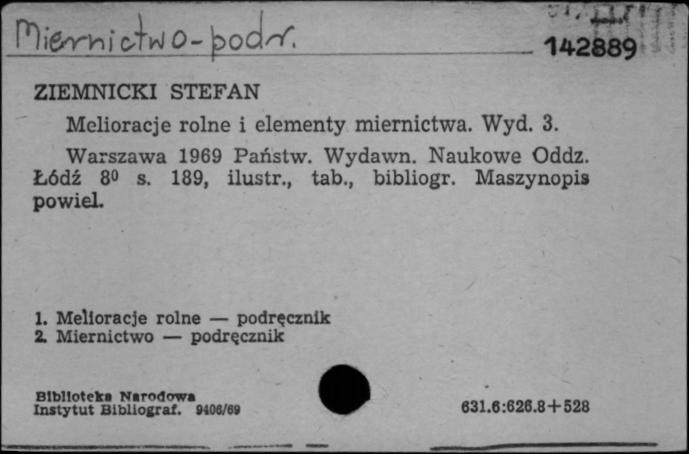 Miernictwo-podr.
142889
ZIEMNICKI STEFAN
Melioracje rolne i elementy miernictwa. Wyd. 3.
Warszawa 1969 Państw. Wydawn. Naukowe Oddz.
Łódź 8⁰ s. 189, ilustr., tab., bibliogr. Maszynopis
powiel.
1. Melioracje rolne — podręcznik
2. Miernictwo — podręcznik
Biblioteka Narodowa
Instytut Bibliograf. 9406/69
631.6:626.8+528